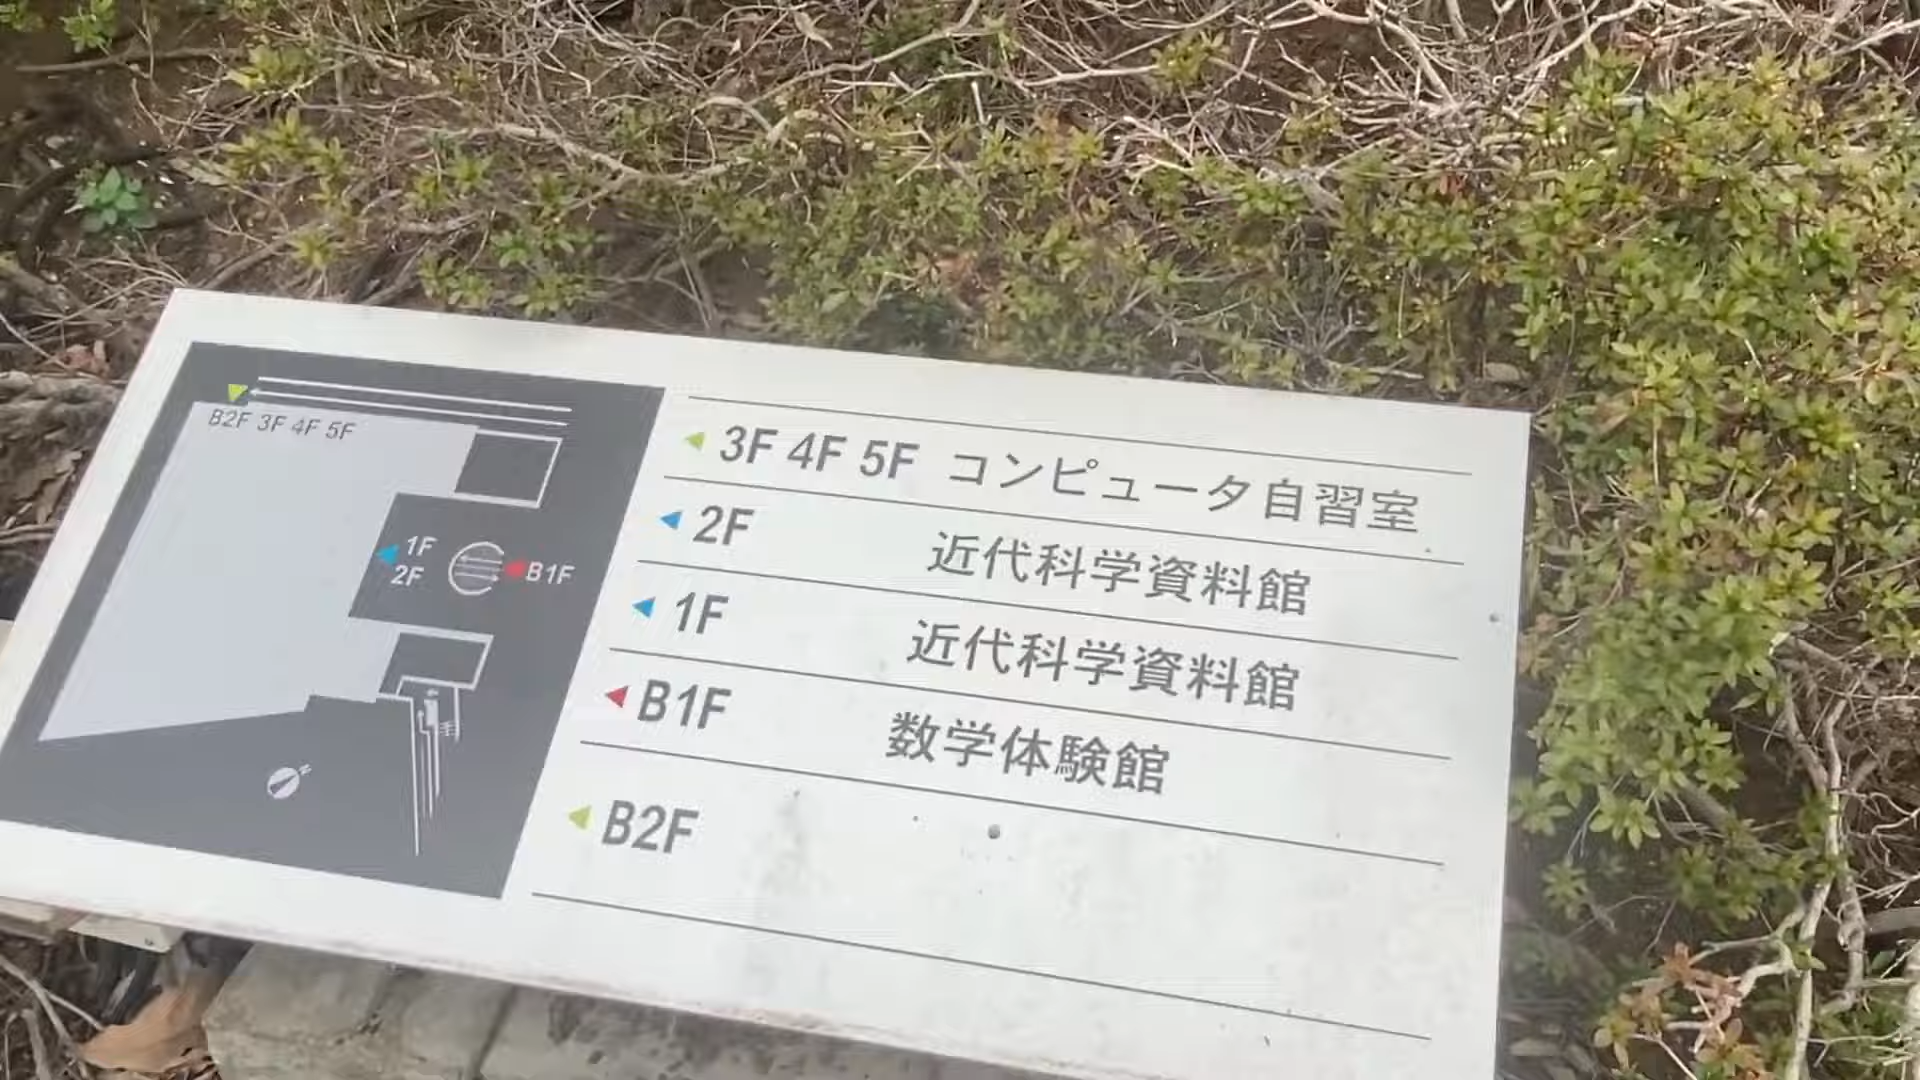 B2F 3F 4F 5F
1F
2F
B1F
N
3F 4F 5F コンピュータ自習室
2F 近代科学資料館
1F 近代科学資料館
B1F 数学体験館
B2F